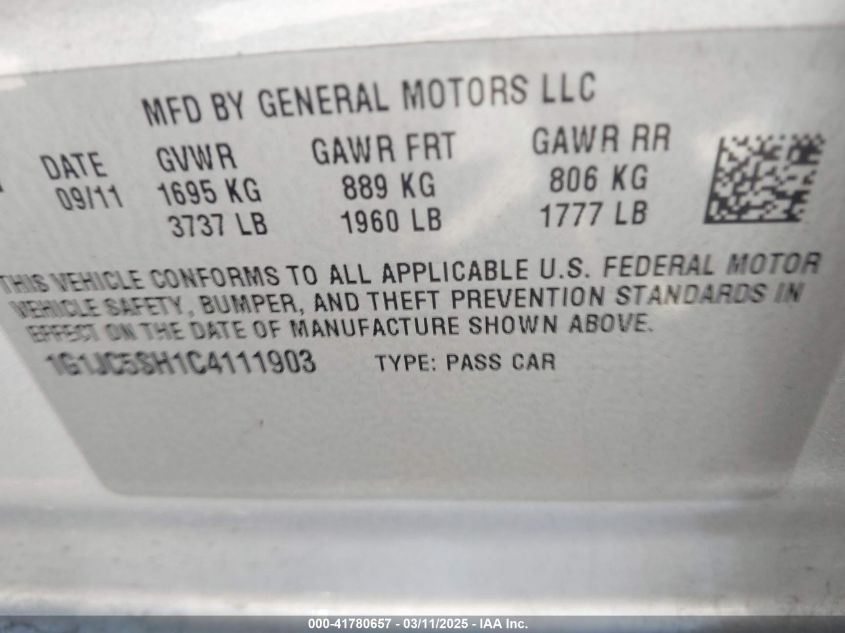 MFD BY GENERAL MOTORS LLC
DATE GVWR GAWR FRT GAWR RR
09/11 1695 KG 889 KG 806 KG
3737 LB 1960 LB 1777 LB
THIS VEHICLE CONFORMS TO ALL APPLICABLE U.S. FEDERAL MOTOR
VEHICLE SAFETY, BUMPER, AND THEFT PREVENTION STANDARDS IN
EFFECT ON THE DATE OF MANUFACTURE SHOWN ABOVE.
1G1JC5SH1C4111903 TYPE: PASS CAR
000-41780657 - 03/11/2025 - IAA Inc.